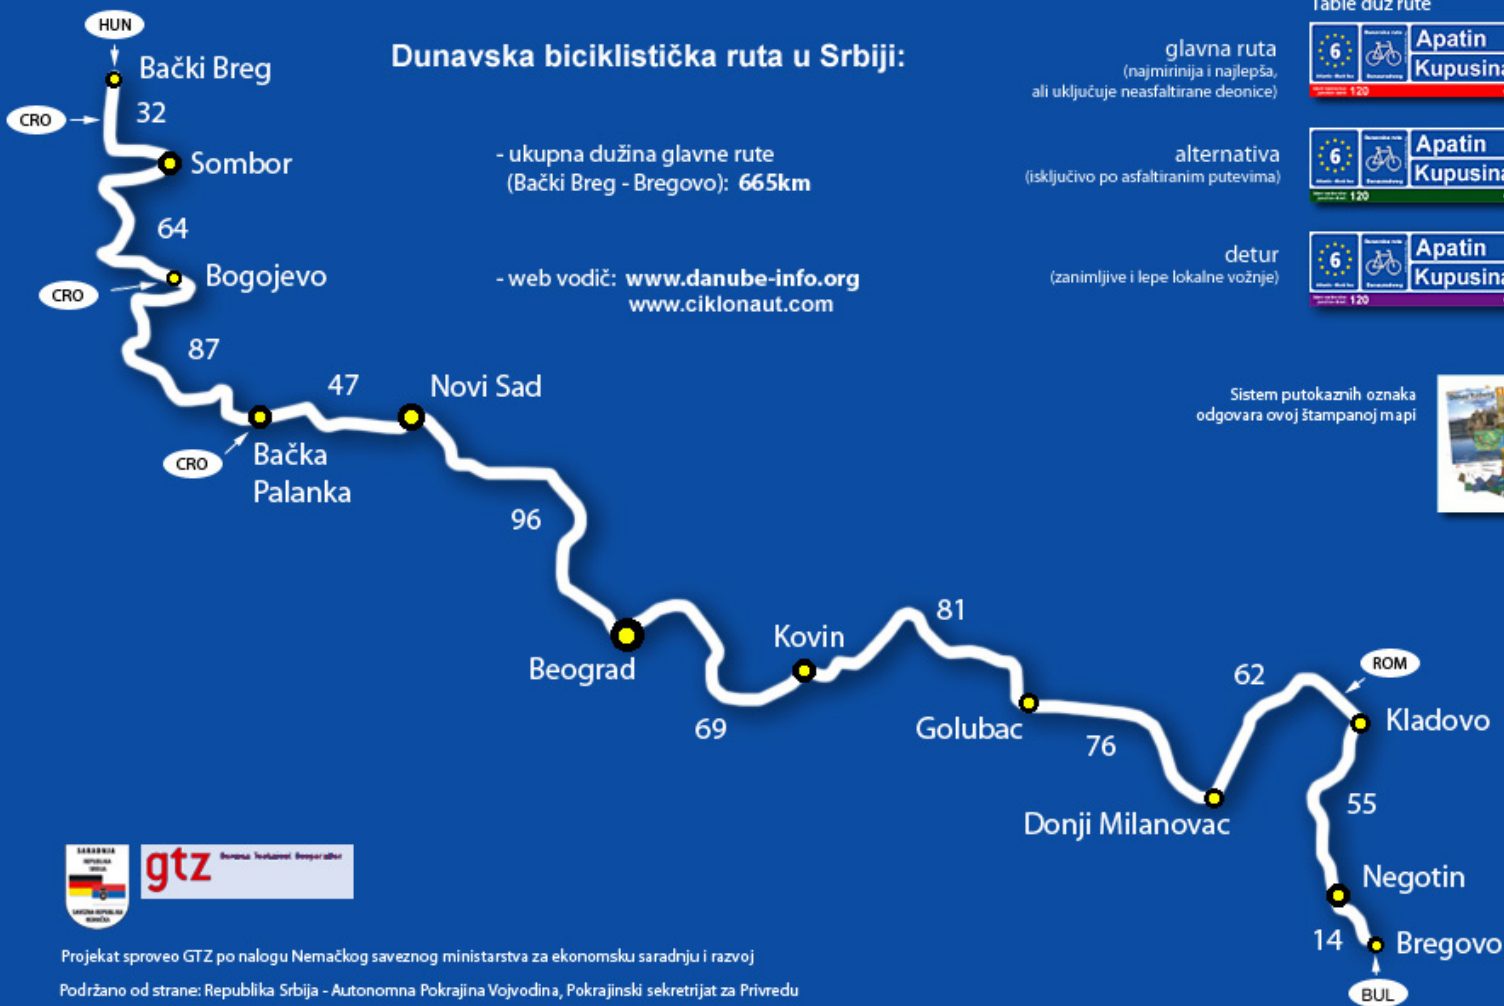 HUN
Bački Breg
32
CRO
Sombor
64
Bogojevo
CRO
87
47
Novi Sad
CRO
Bačka
Palanka
96
Beograd
69
Kovin
81
Golubac
76
Donji Milanovac
62
ROM
Kladovo
55
Negotin
14
Bregovo
BUL
Dunavska biciklistička ruta u Srbiji:
- ukupna dužina glavne rute
(Bački Breg - Bregovo): 665km
- web vodič: www.danube-info.org
www.ciklonaut.com
Table duž rute
glavna ruta
(najmirinija i najlepša,
ali uključuje neasfaltirane deonice)
6
Apatin
Kupusina
120
alternativa
(isključivo po asfaltiranim putevima)
6
Apatin
Kupusina
120
detur
(zanimljive i lepe lokalne vožnje)
6
Apatin
Kupusina
120
Sistem putokaznih oznaka
odgovara ovoj štampanoj mapi
SARADNJA
gtz
Projekat sproveo GTZ po nalogu Nemačkog saveznog ministarstva za ekonomsku saradnju i razvoj
Podržano od strane: Republika Srbija - Autonomna Pokrajina Vojvodina, Pokrajinski sekretrijat za Privredu